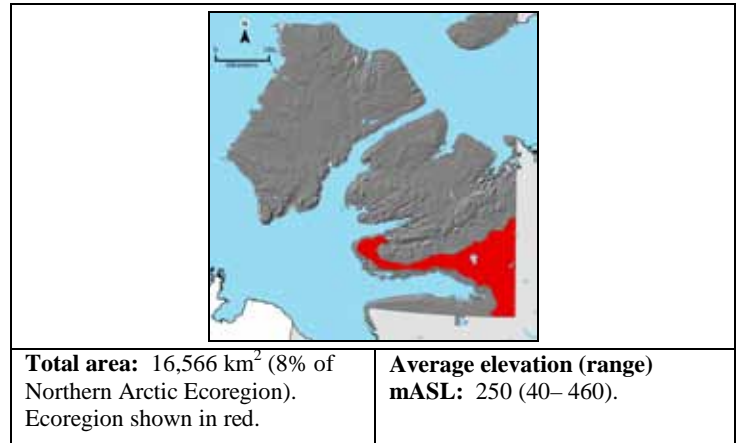 Total area: 16,566 km² (8% of
Northern Arctic Ecoregion).
Ecoregion shown in red.
Average elevation (range)
mASL: 250 (40– 460).